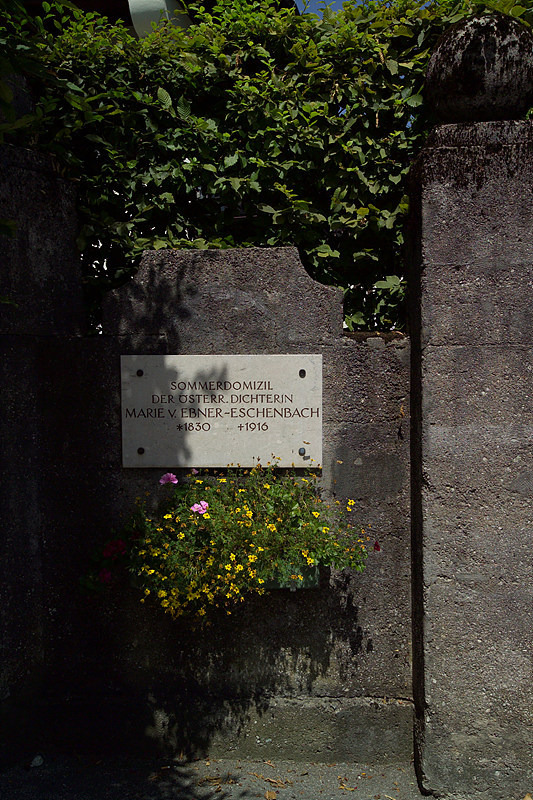 SOMMERDOMIZIL
DER ÖSTERR. DICHTERIN
MARIE V. EBNER-ESCHENBACH
*1830 +1916